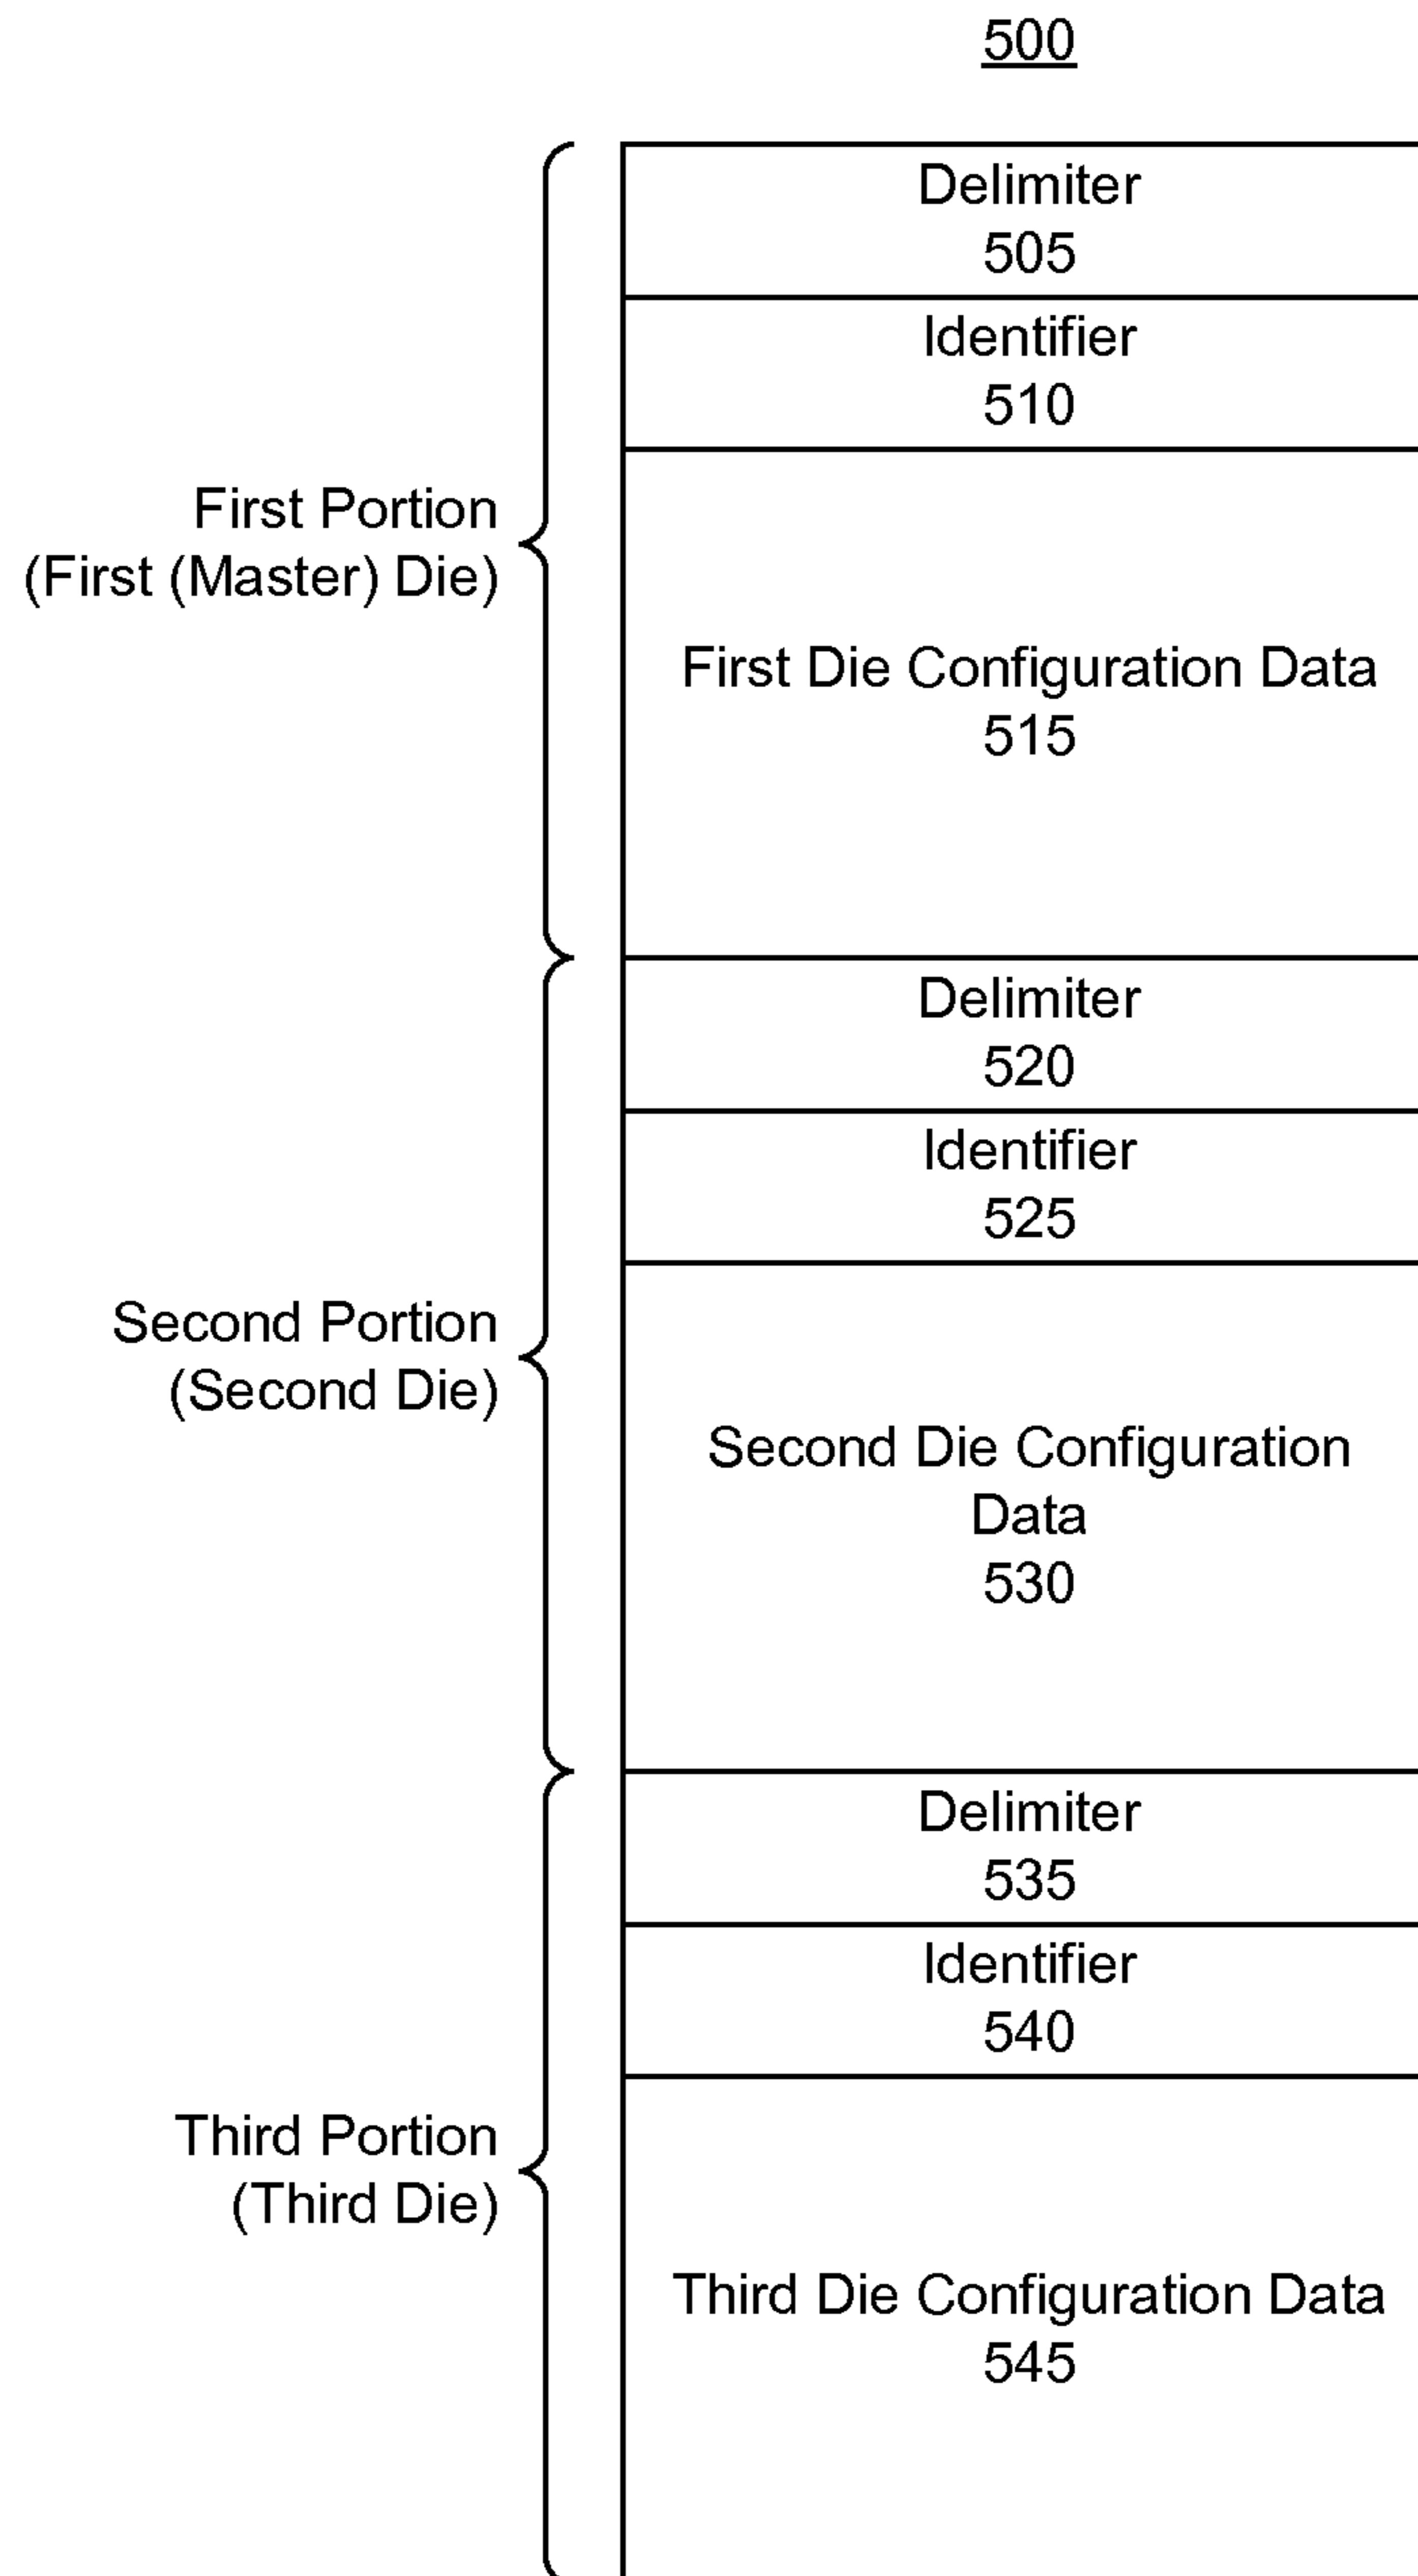 500
Delimiter
505
Identifier
510
First Portion
(First (Master) Die)
First Die Configuration Data
515
Delimiter
520
Identifier
525
Second Portion
(Second Die)
Second Die Configuration
Data
530
Delimiter
535
Identifier
540
Third Portion
(Third Die)
Third Die Configuration Data
545